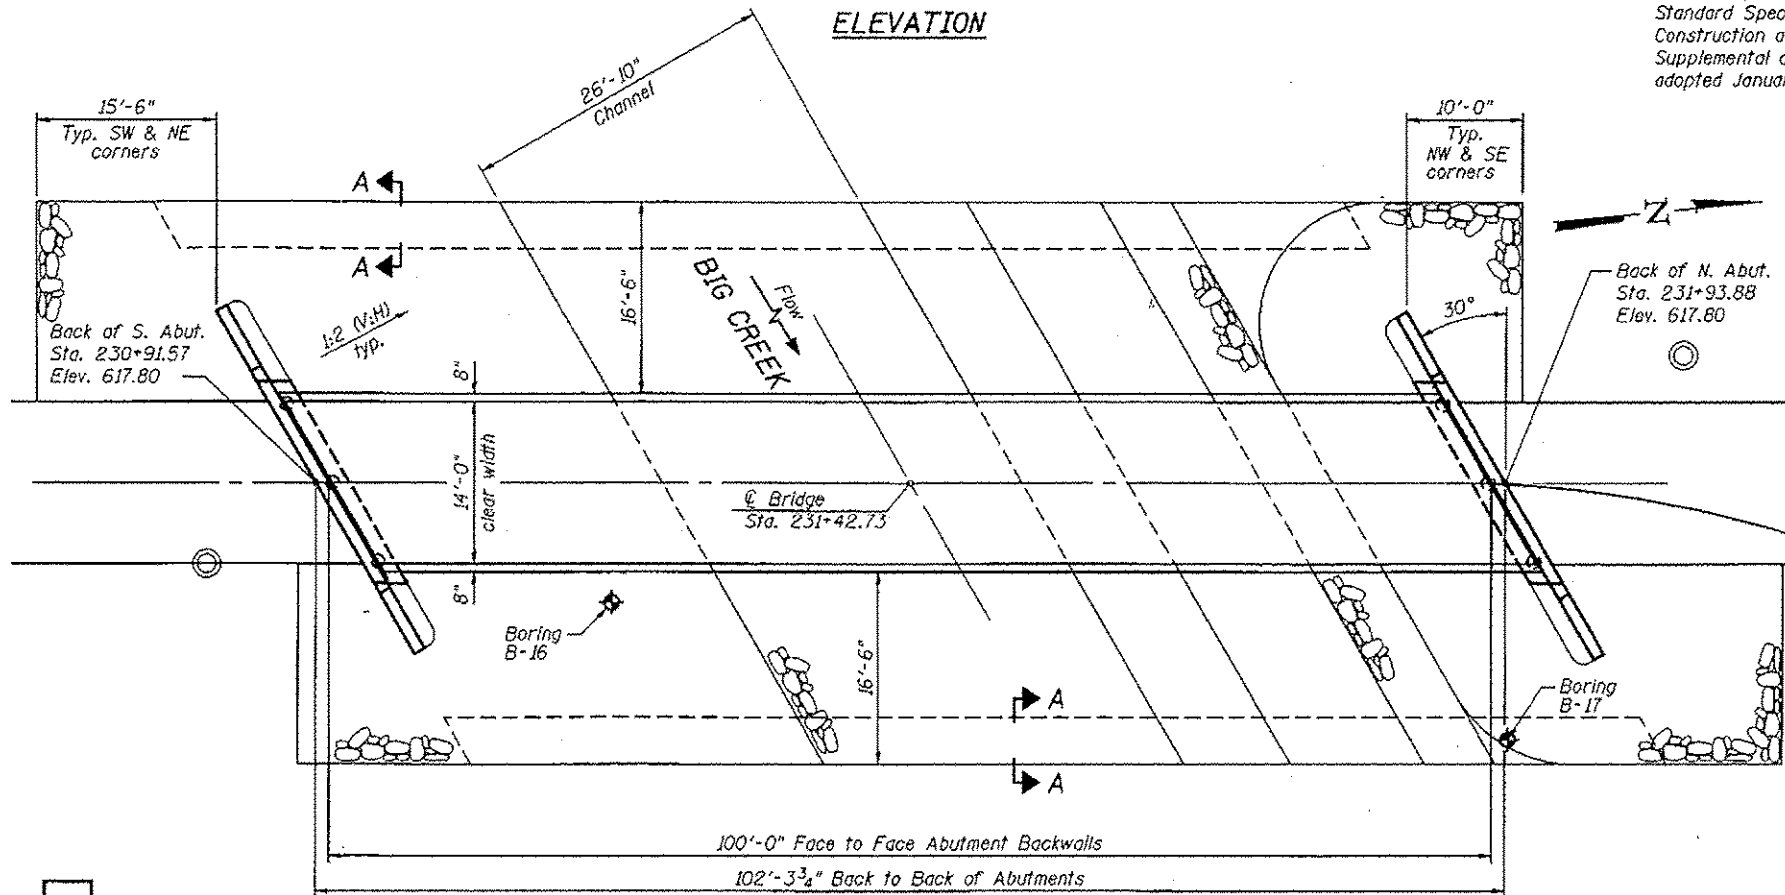 ELEVATION
Standard Spec
Construction a
Supplemental a
adopted Januar
15'-6"
Typ. SW & NE
corners
26'-10"
Channel
10'-0"
Typ.
NW & SE
corners
A
A
N
BIG CREEK
Flow
16'-6"
30°
Back of N. Abut.
Sta. 231+93.88
Elev. 617.80
Back of S. Abut.
Sta. 230+91.57
Elev. 617.80
1:2 (V:H)
typ.
8"
14'-0"
clear width
℄ Bridge
Sta. 231+42.73
8"
Boring
B-16
16'-6"
A
A
Boring
B-17
100'-0" Face to Face Abutment Backwalls
102'-3¾" Back to Back of Abutments